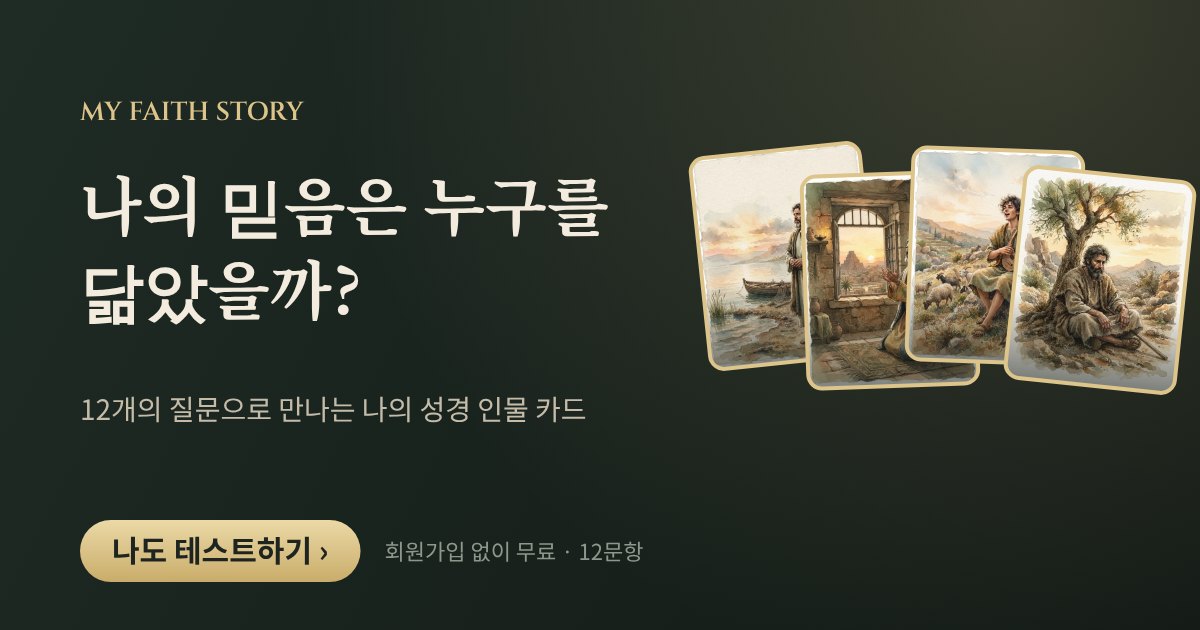 MY FAITH STORY
나의 믿음은 누구를
닮았을까?
12개의 질문으로 만나는 나의 성경 인물 카드
나도 테스트하기 ›
회원가입 없이 무료 · 12문항